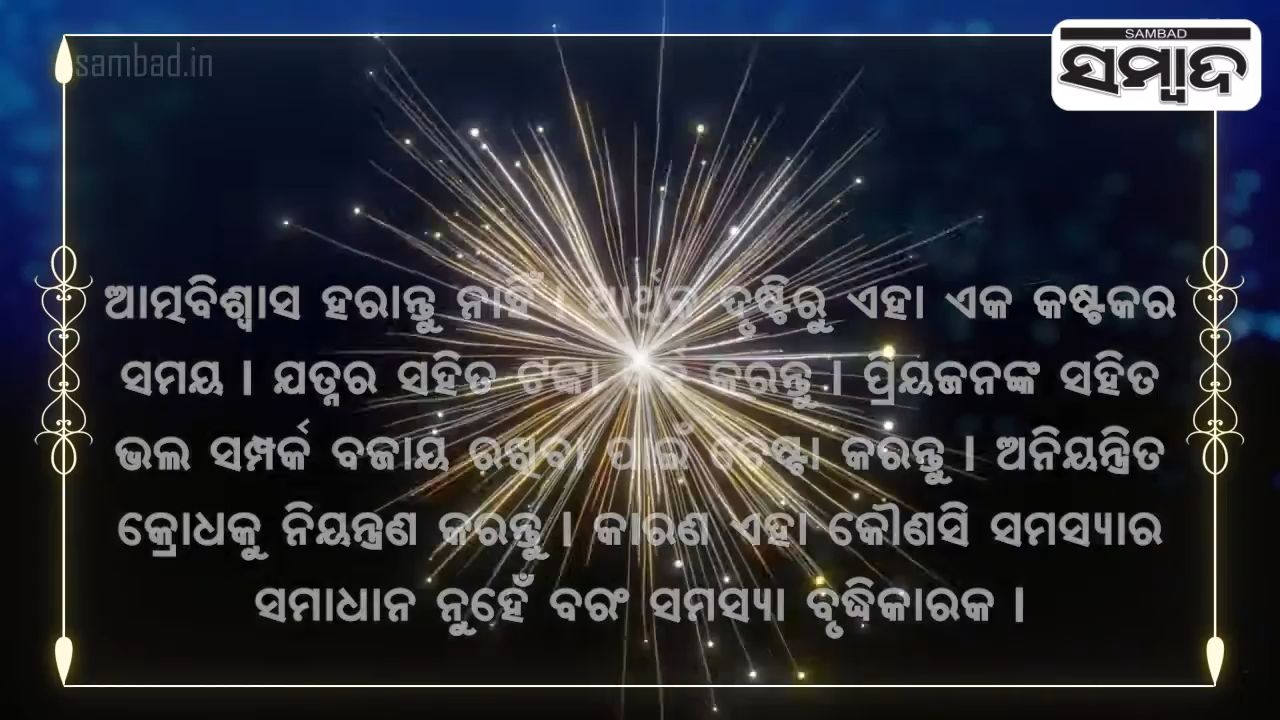 sambad.in
SAMBAD
ସମ୍ବାଦ
ଆତ୍ମବିଶ୍ୱାସ ହରାନ୍ତୁ ନାହିଁ । ଆର୍ଥିକ ଦୃଷ୍ଟିରୁ ଏହା ଏକ କଷ୍ଟକର
ସମୟ । ଯତ୍ନର ସହିତ ଟଙ୍କା କରନ୍ତୁ । ପ୍ରିୟଜନଙ୍କ ସହିତ
ଭଲ ସମ୍ପର୍କ ବଜାୟ ରଖିବା ପାଇଁ ଚେଷ୍ଟା କରନ୍ତୁ । ଅନିୟନ୍ତ୍ରିତ
କ୍ରୋଧକୁ ନିୟନ୍ତ୍ରଣ କରନ୍ତୁ । କାରଣ ଏହା କୌଣସି ସମସ୍ୟାର
ସମାଧାନ ନୁହେଁ ବରଂ ସମସ୍ୟା ବୃଦ୍ଧିକାରକ ।